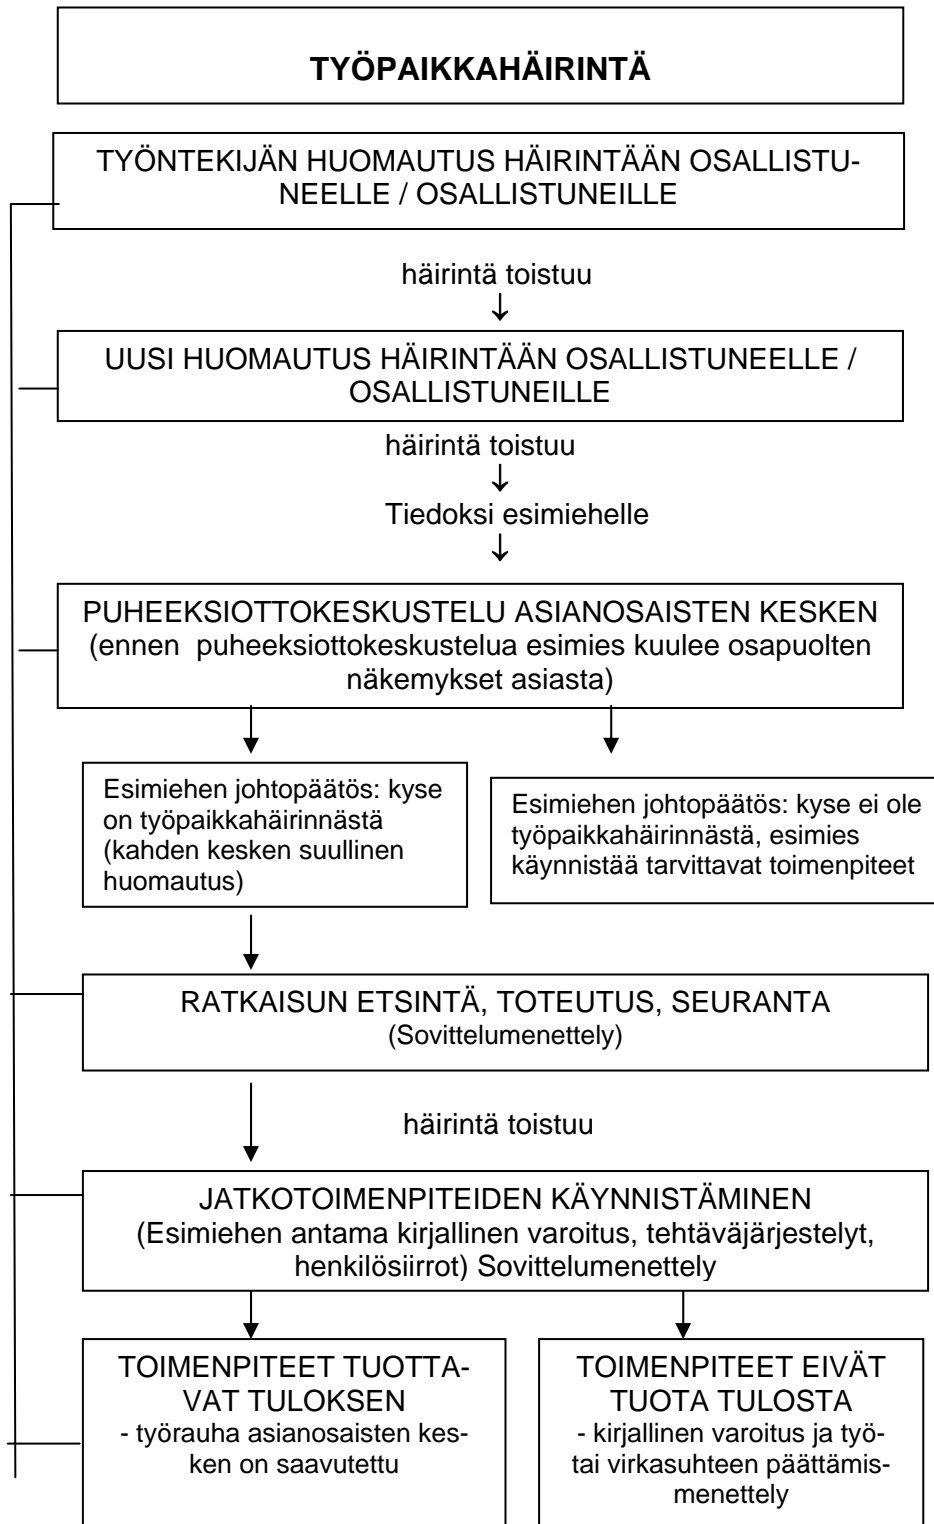 TYÖPAIKKAHÄIRINTÄ
TYÖNTEKIJÄN HUOMAUTUS HÄIRINTÄÄN OSALLISTU-
NEELLE / OSALLISTUNEILLE
häirintä toistuu
UUSI HUOMAUTUS HÄIRINTÄÄN OSALLISTUNEELLE /
OSALLISTUNEILLE
häirintä toistuu
Tiedoksi esimiehelle
PUHEEKSIOTTOKESKUSTELU ASIANOSAISTEN KESKEN
(ennen puheeksiottokeskustelua esimies kuulee osapuolten
näkemykset asiasta)
Esimiehen johtopäätös: kyse
on työpaikkahäirinnästä
(kahden kesken suullinen
huomautus)
Esimiehen johtopäätös: kyse ei ole
työpaikkahäirinnästä, esimies
käynnistää tarvittavat toimenpiteet
RATKAISUN ETSINTÄ, TOTEUTUS, SEURANTA
(Sovittelumenettely)
häirintä toistuu
JATKOTOIMENPITEIDEN KÄYNNISTÄMINEN
(Esimiehen antama kirjallinen varoitus, tehtäväjärjestelyt,
henkilösiirrot) Sovittelumenettely
TOIMENPITEET TUOTTA-
VAT TULOKSEN
- työrauha asianosaisten kes-
ken on saavutettu
TOIMENPITEET EIVÄT
TUOTA TULOSTA
- kirjallinen varoitus ja työ-
tai virkasuhteen päättämis-
menettely